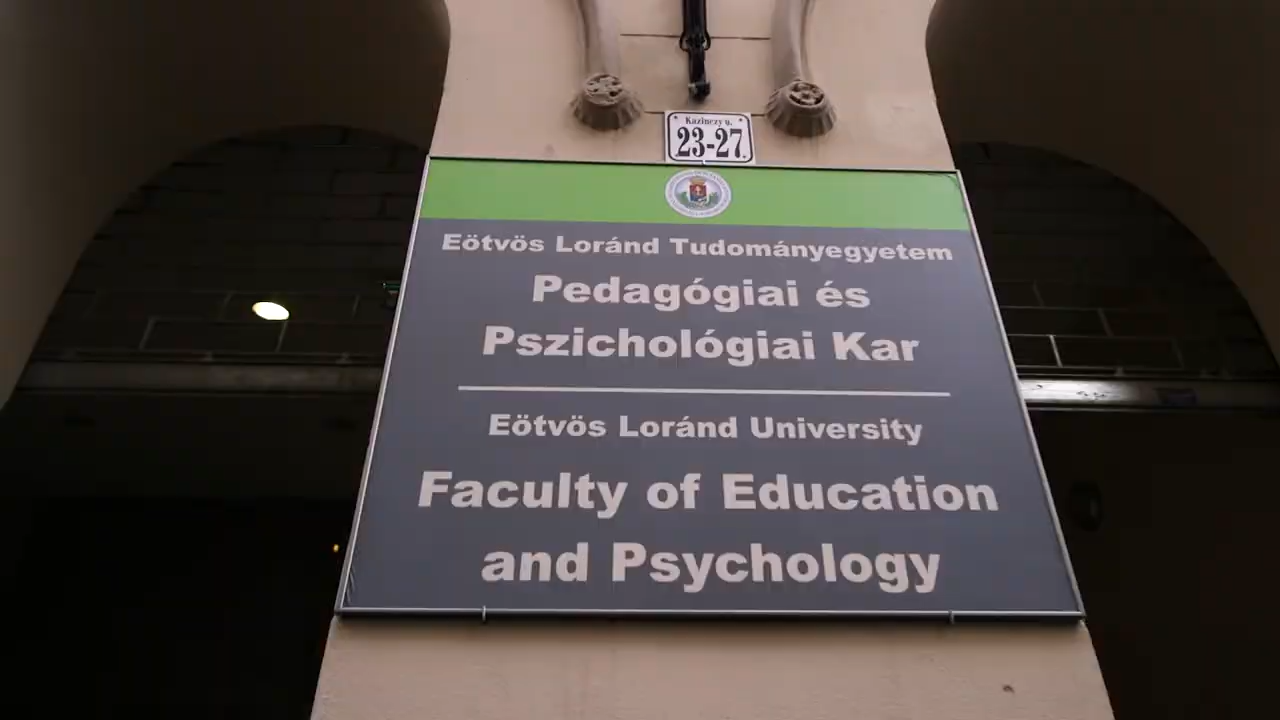 Kazinczy u.
23-27.
Eötvös Loránd Tudományegyetem
Pedagógiai és
Pszichológiai Kar
Eötvös Loránd University
Faculty of Education
and Psychology